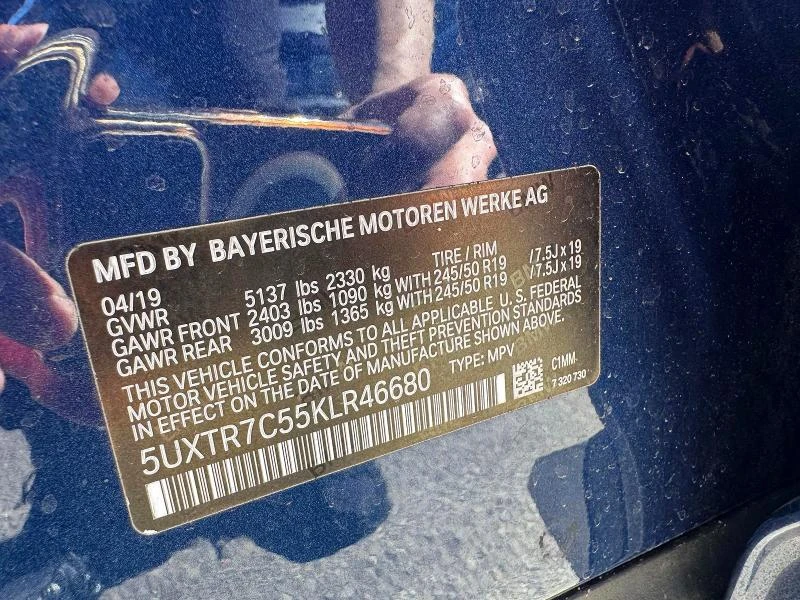 MFD BY BAYERISCHE MOTOREN WERKE AG
04/19 TIRE / RIM
GVWR 5137 lbs 2330 kg
GAWR FRONT 2403 lbs 1090 kg WITH 245/50 R19 /7.5J x 19
GAWR REAR 3009 lbs 1365 kg WITH 245/50 R19 /7.5J x 19
THIS VEHICLE CONFORMS TO ALL APPLICABLE U.S. FEDERAL
MOTOR VEHICLE SAFETY AND THEFT PREVENTION STANDARDS
IN EFFECT ON THE DATE OF MANUFACTURE SHOWN ABOVE.
5UXTR7C55KLR46680 TYPE: MPV
C1MM
7 320 730